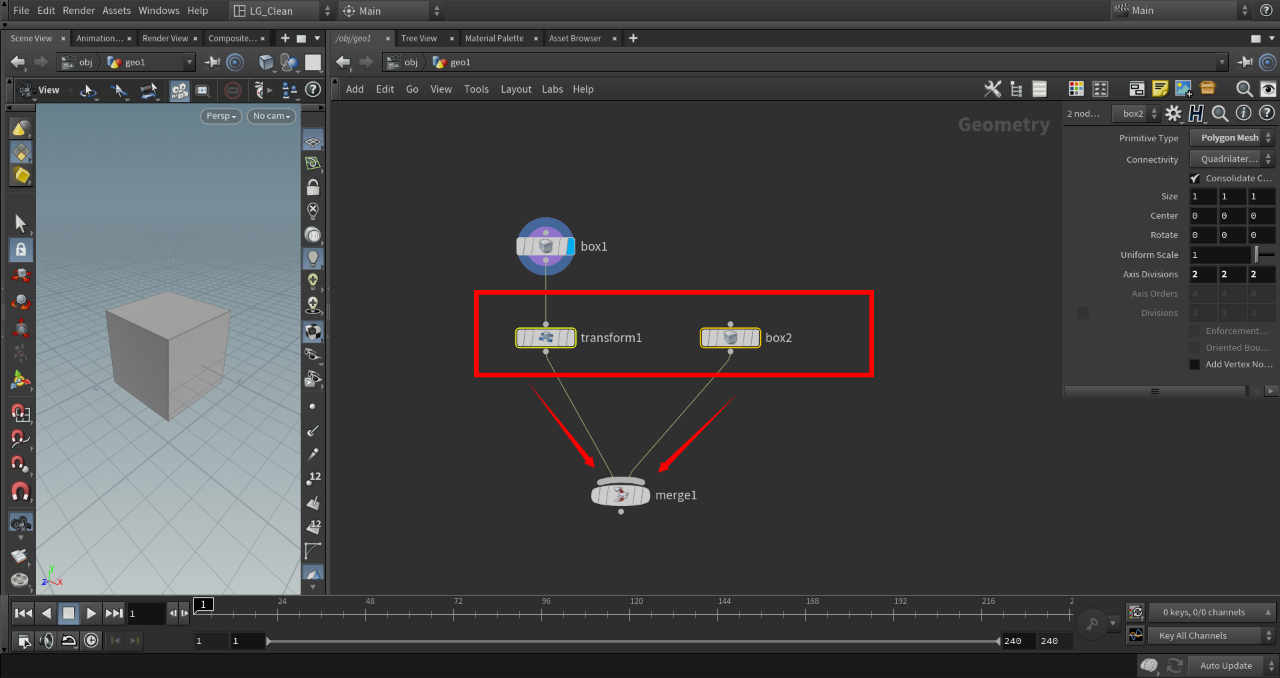 File Edit Render Assets Windows Help LG_Clean Main Main
Scene View Animation... Render View Composite... /obj/geo1 Tree View Material Palette Asset Browser
obj geo1 obj geo1
View Add Edit Go View Tools Layout Labs Help
Persp No cam Geometry 2 nod... box2
Primitive Type Polygon Mesh
Connectivity Quadrilater...
Consolidate C...
Size 1 1 1
Center 0 0 0
Rotate 0 0 0
Uniform Scale 1
Axis Divisions 2 2 2
Axis Orders 4 4 4
Divisions 3 3 3
Enforcement...
Oriented Bou...
Add Vertex No...
box1
transform1 box2
merge1
12
12
y
z x
1 1 24 48 72 96 120 144 168 192 216 2
0 keys, 0/0 channels
1 1 240 240 Key All Channels
Auto Update